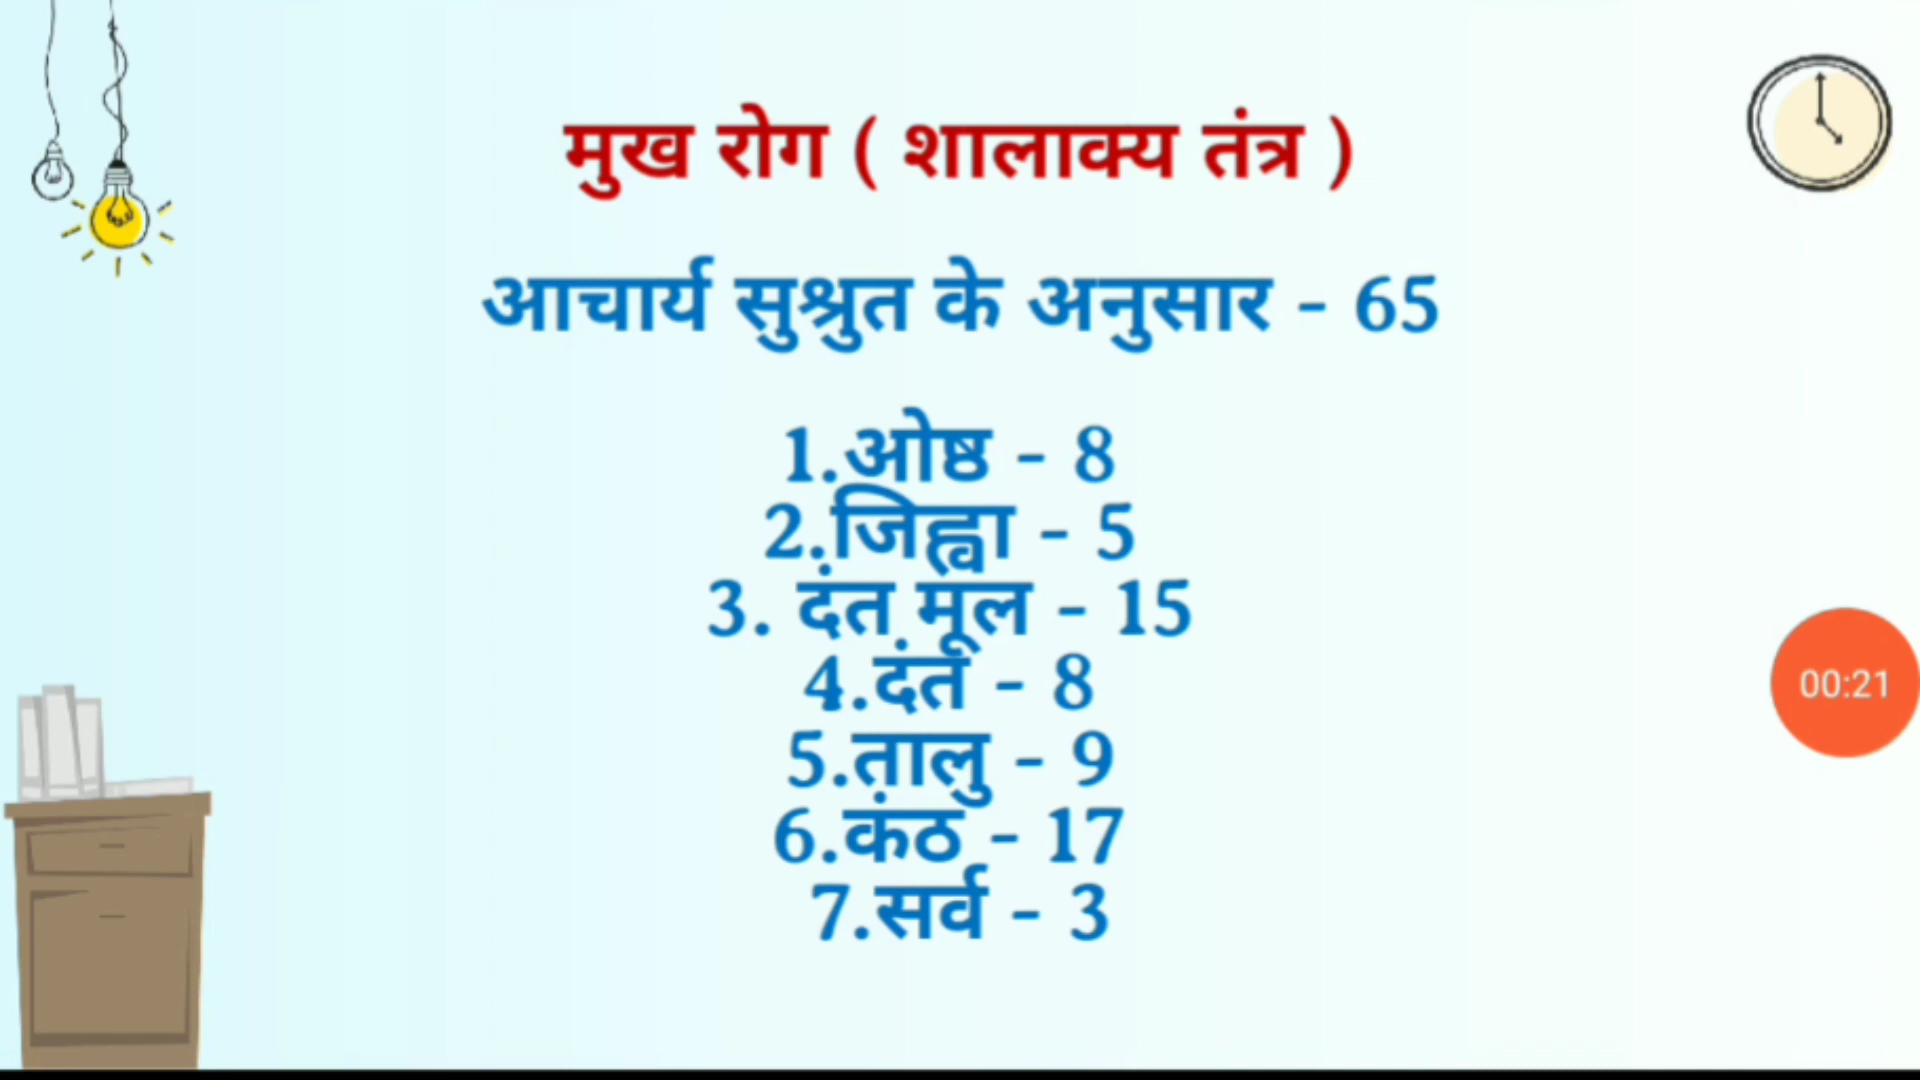 मुख रोग ( शालाक्य तंत्र )
आचार्य सुश्रुत के अनुसार - 65
1.ओष्ठ - 8
2.जिह्वा - 5
3. दंत मूल - 15
4.दंत - 8
5.तालु - 9
6.कंठ - 17
7.सर्व - 3
00:21